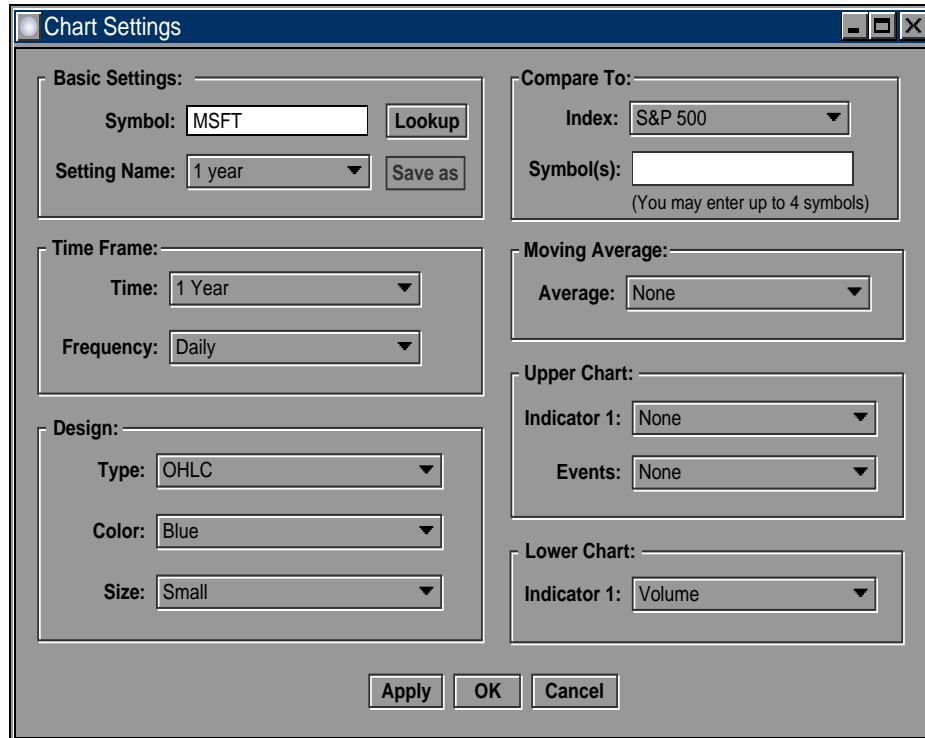 Chart Settings
Basic Settings:
Symbol: MSFT Lookup
Setting Name: 1 year Save as
Time Frame:
Time: 1 Year
Frequency: Daily
Design:
Type: OHLC
Color: Blue
Size: Small
Compare To:
Index: S&P 500
Symbol(s):
(You may enter up to 4 symbols)
Moving Average:
Average: None
Upper Chart:
Indicator 1: None
Events: None
Lower Chart:
Indicator 1: Volume
Apply OK Cancel